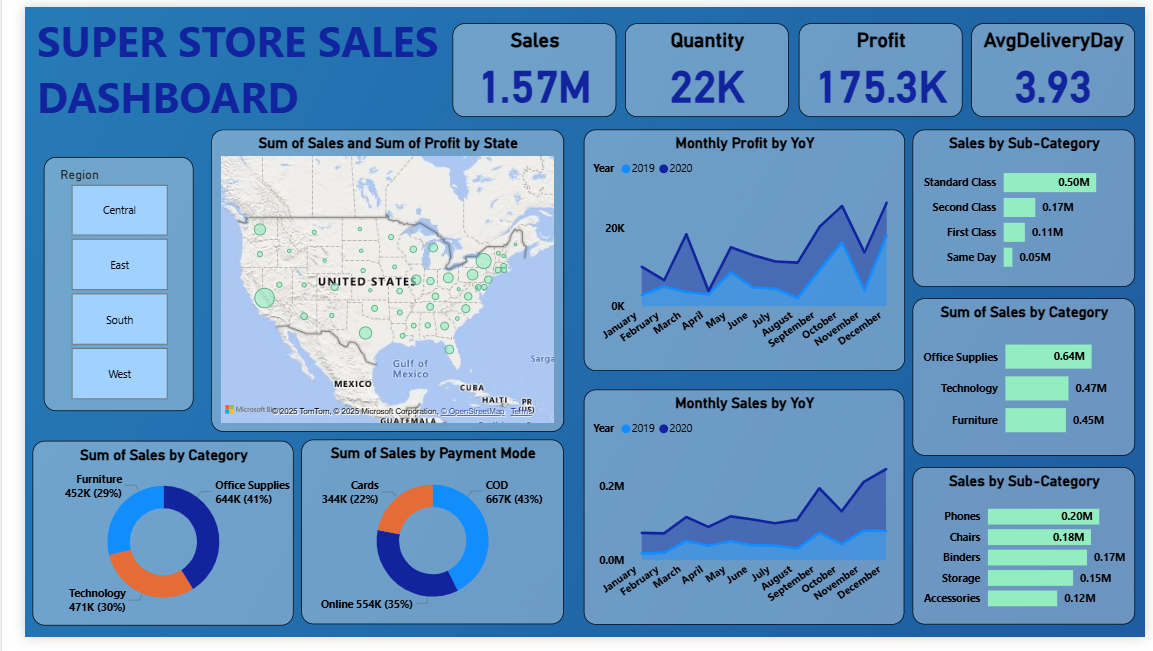 SUPER STORE SALES
DASHBOARD
Sales
1.57M
Quantity
22K
Profit
175.3K
AvgDeliveryDay
3.93
Region
Central
East
South
West
Sum of Sales and Sum of Profit by State
UNITED STATES
Gulf of
Mexico
MEXICO
CUBA
HAITI
PR
(US)
Sarga
GUATEMALA
Microsoft Bi
©2025 TomTom, © 2025 Microsoft Corporation, © OpenStreetMap Terms
Monthly Profit by YoY
Year 2019 2020
20K
0K
January
February
March
April
May
June
July
August
September
October
November
December
Sales by Sub-Category
Standard Class 0.50M
Second Class 0.17M
First Class 0.11M
Same Day 0.05M
Sum of Sales by Category
Office Supplies 0.64M
Technology 0.47M
Furniture 0.45M
Sum of Sales by Category
Furniture
452K (29%)
Office Supplies
644K (41%)
Technology
471K (30%)
Sum of Sales by Payment Mode
Cards
344K (22%)
COD
667K (43%)
Online 554K (35%)
Monthly Sales by YoY
Year 2019 2020
0.2M
0.0M
January
February
March
April
May
June
July
August
September
October
November
December
Sales by Sub-Category
Phones 0.20M
Chairs 0.18M
Binders 0.17M
Storage 0.15M
Accessories 0.12M